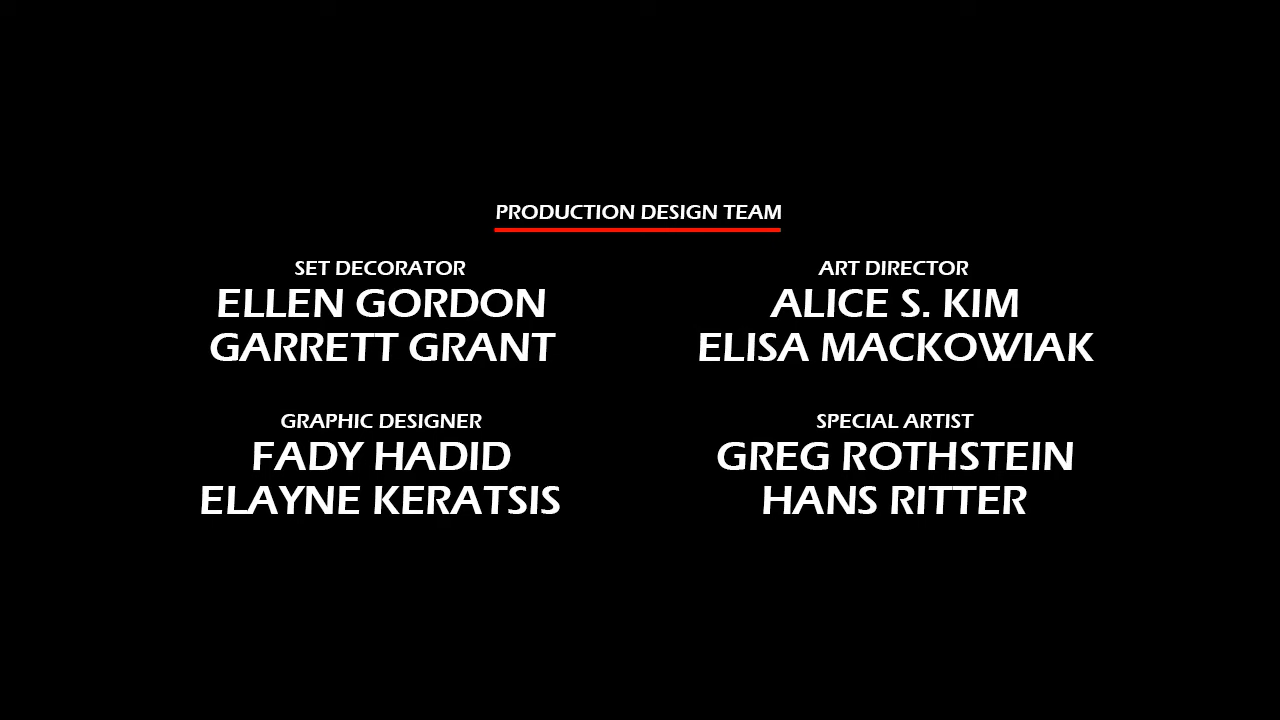 PRODUCTION DESIGN TEAM
SET DECORATOR
ELLEN GORDON
GARRETT GRANT
ART DIRECTOR
ALICE S. KIM
ELISA MACKOWIAK
GRAPHIC DESIGNER
FADY HADID
ELAYNE KERATSIS
SPECIAL ARTIST
GREG ROTHSTEIN
HANS RITTER